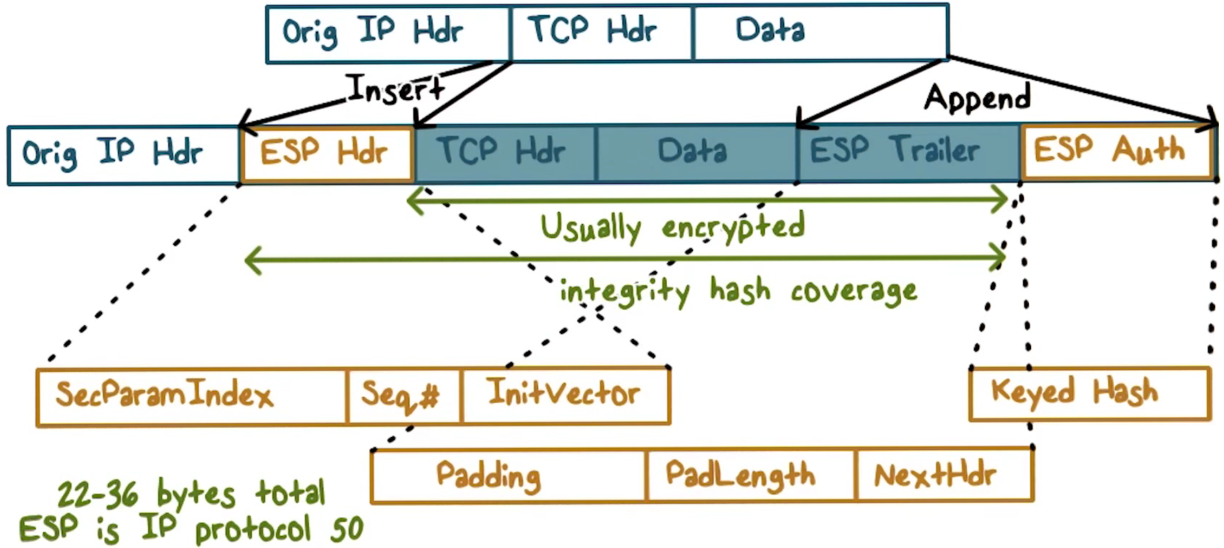 Orig IP Hdr TCP Hdr Data
Insert
Append
Orig IP Hdr ESP Hdr TCP Hdr Data ESP Trailer ESP Auth
Usually encrypted
integrity hash coverage
SecParamIndex Seq# InitVector
Keyed Hash
Padding PadLength NextHdr
22-36 bytes total
ESP is IP protocol 50